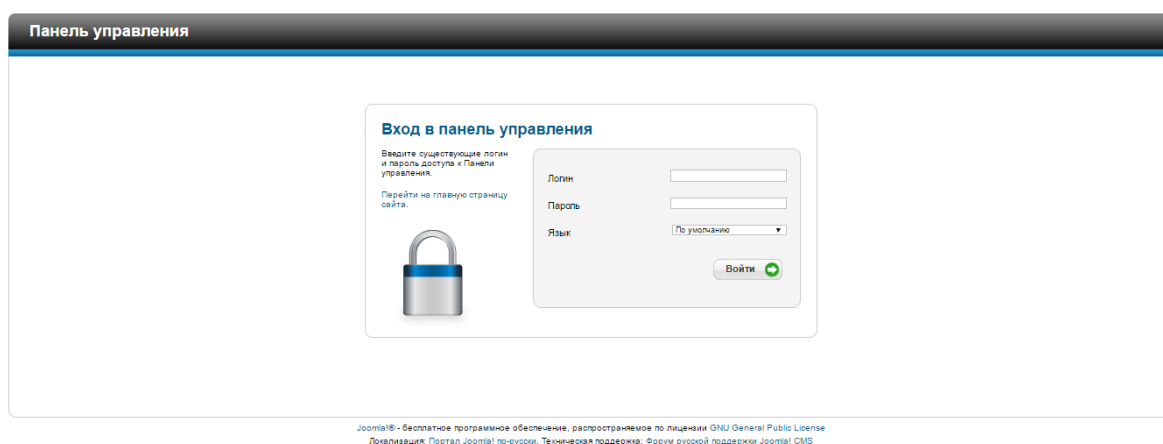 Панель управления
Вход в панель управления
Введите существующие логин
и пароль доступа к Панели
управления.
Перейти на главную страницу
сайта.
Логин
Пароль
Язык
По умолчанию
Войти
Joomla!® - бесплатное программное обеспечение, распространяемое по лицензии GNU General Public License
Локализация: Портал Joomla! по-русски. Техническая поддержка: Форум русской поддержки Joomla! CMS